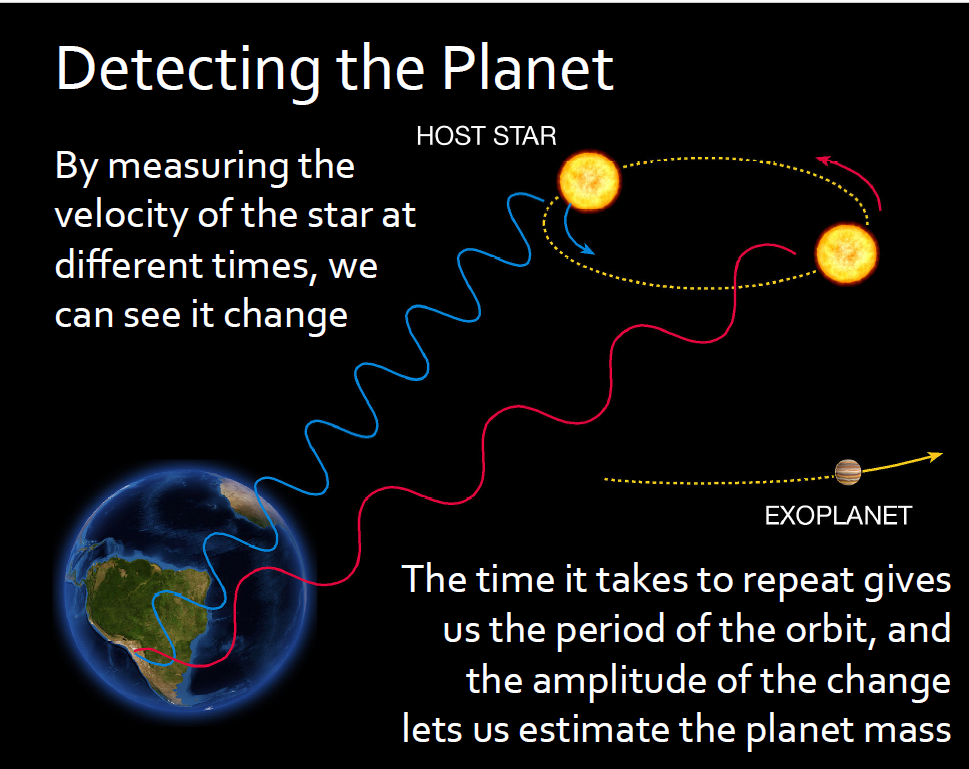 Detecting the Planet
HOST STAR
By measuring the
velocity of the star at
different times, we
can see it change
EXOPLANET
The time it takes to repeat gives
us the period of the orbit, and
the amplitude of the change
lets us estimate the planet mass